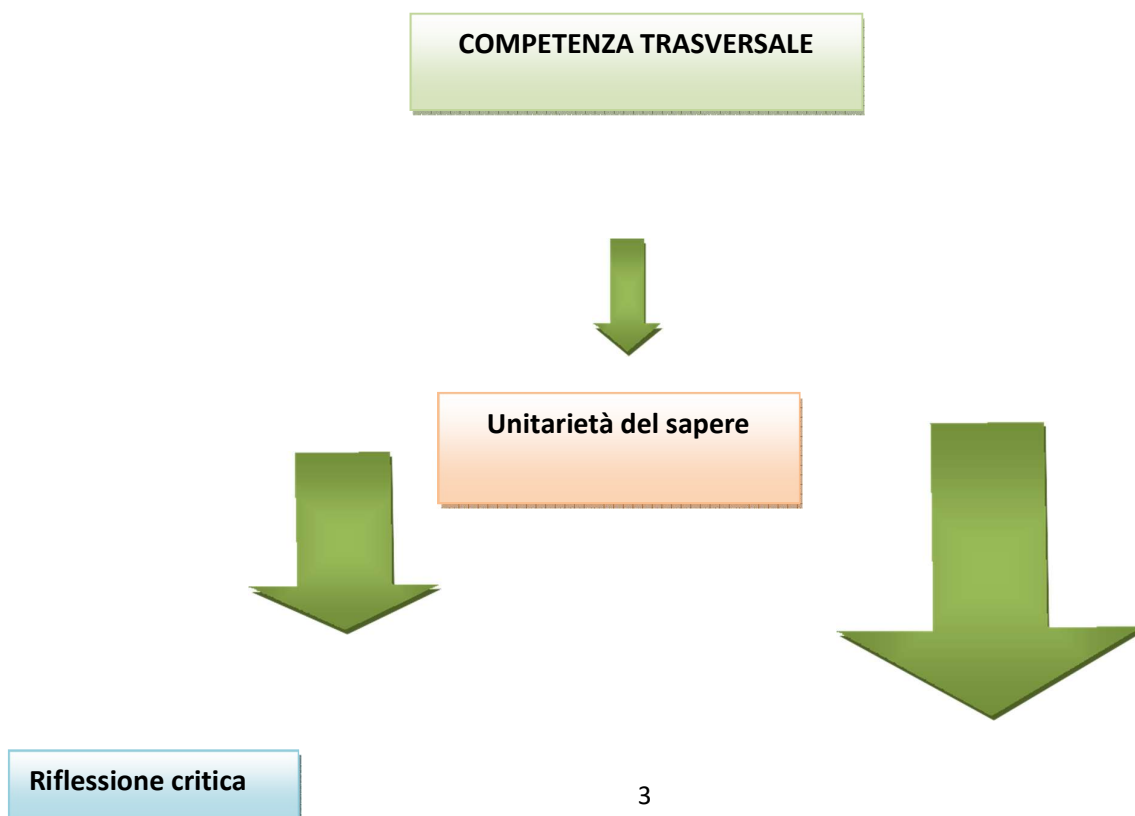 COMPETENZA TRASVERSALE
Unitarietà del sapere
Riflessione critica
3